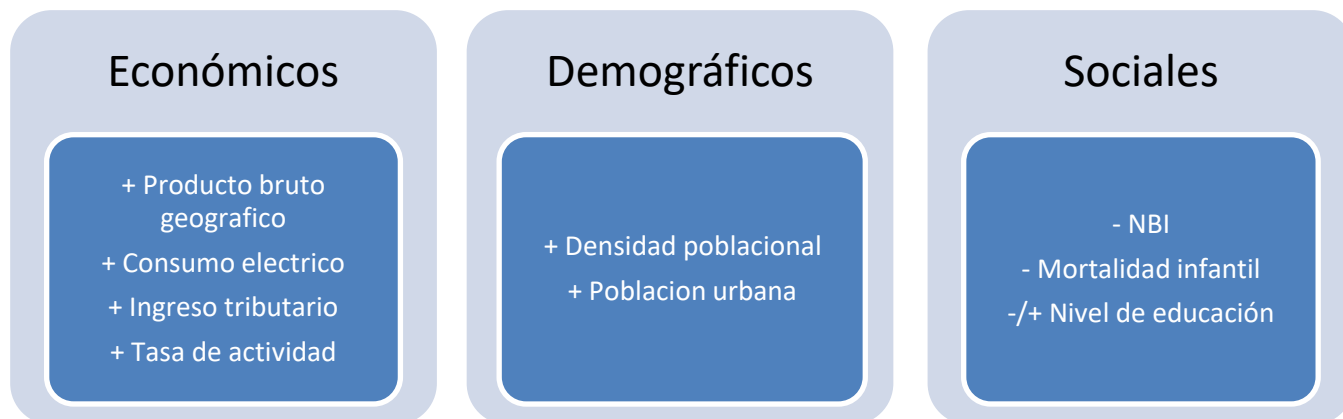 Económicos
+ Producto bruto
geografico
+ Consumo electrico
+ Ingreso tributario
+ Tasa de actividad
Demográficos
+ Densidad poblacional
+ Poblacion urbana
Sociales
- NBI
- Mortalidad infantil
-/+ Nivel de educación